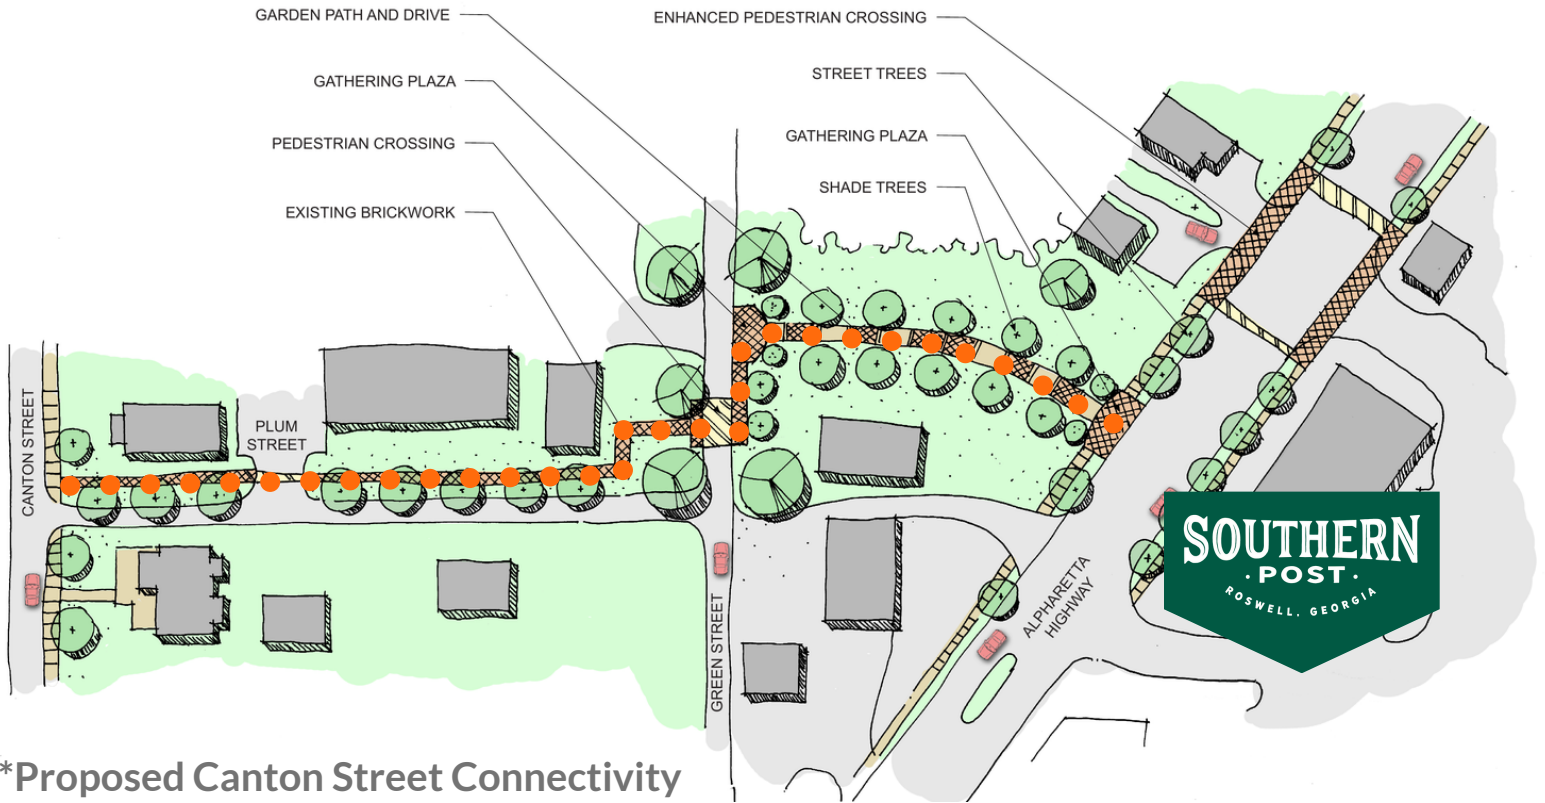 GARDEN PATH AND DRIVE
GATHERING PLAZA
PEDESTRIAN CROSSING
EXISTING BRICKWORK
ENHANCED PEDESTRIAN CROSSING
STREET TREES
GATHERING PLAZA
SHADE TREES
CANTON STREET
PLUM
STREET
GREEN STREET
ALPHARETTA
HIGHWAY
SOUTHERN
· POST ·
ROSWELL, GEORGIA
*Proposed Canton Street Connectivity